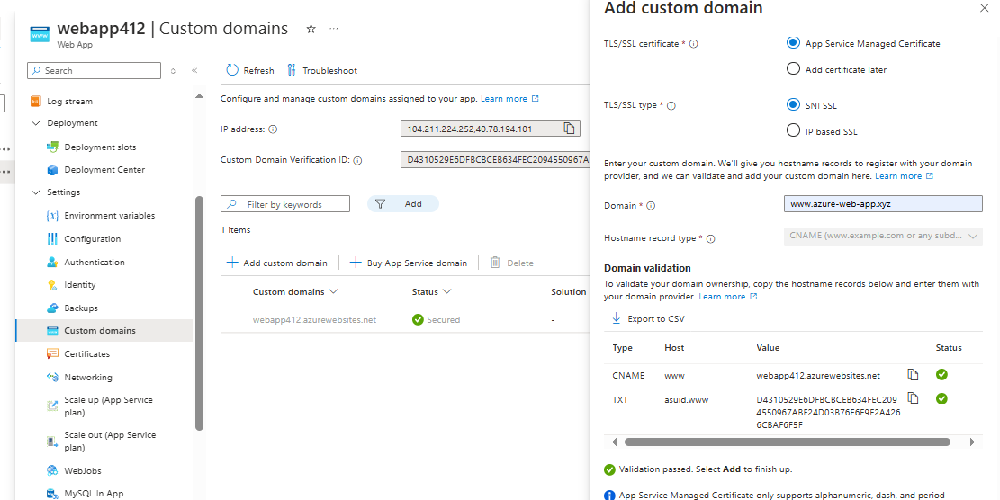 webapp412 | Custom domains
Web App
Search
Log stream
Deployment
Deployment slots
Deployment Center
Settings
Environment variables
Configuration
Authentication
Identity
Backups
Custom domains
Certificates
Networking
Scale up (App Service
plan)
Scale out (App Service
plan)
WebJobs
MySQL In App
Refresh
Troubleshoot
Configure and manage custom domains assigned to your app. Learn more
IP address:
104.211.224.252,40.78.194.101
Custom Domain Verification ID:
D4310529E6DFBCBCEB634FEC2094550967A
Filter by keywords
Add
1 items
Add custom domain
Buy App Service domain
Delete
Custom domains
Status
Solution
webapp412.azurewebsites.net
Secured
-
Add custom domain
TLS/SSL certificate *
App Service Managed Certificate
Add certificate later
TLS/SSL type *
SNI SSL
IP based SSL
Enter your custom domain. We'll give you hostname records to register with your domain
provider, and we can validate and add your custom domain here. Learn more
Domain *
www.azure-web-app.xyz
Hostname record type *
CNAME (www.example.com or any subd...
Domain validation
To validate your domain ownership, copy the hostname records below and enter them with
your domain provider. Learn more
Export to CSV
Type Host Value Status
CNAME www webapp412.azurewebsites.net
TXT asuid.www D4310529E6DFBCBCEB634FEC209
4550967ABF24D03B76E6E9E2A426
6CBAF6F5F
Validation passed. Select Add to finish up.
App Service Managed Certificate only supports alphanumeric, dash, and period